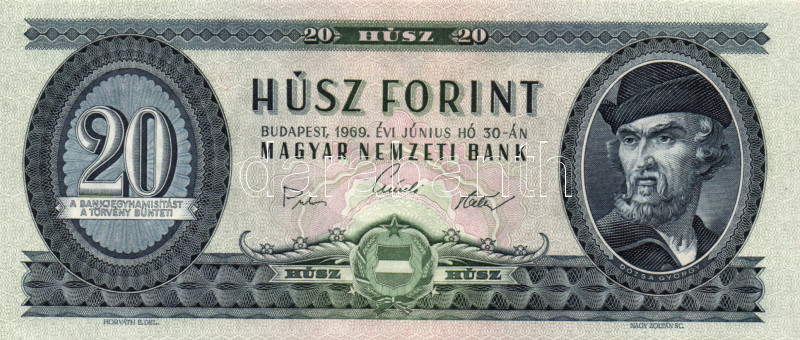 20 HÚSZ 20
HÚSZ FORINT
BUDAPEST, 1969. ÉVI JÚNIUS HÓ 30-ÁN
MAGYAR NEMZETI BANK
20
A BANKJEGYHAMISÍTÁST
A TÖRVÉNY BÜNTETI
HÚSZ HÚSZ
DÓZSA GYÖRGY
HORVÁTH E. DEL.
NAGY ZOLTÁN SC.